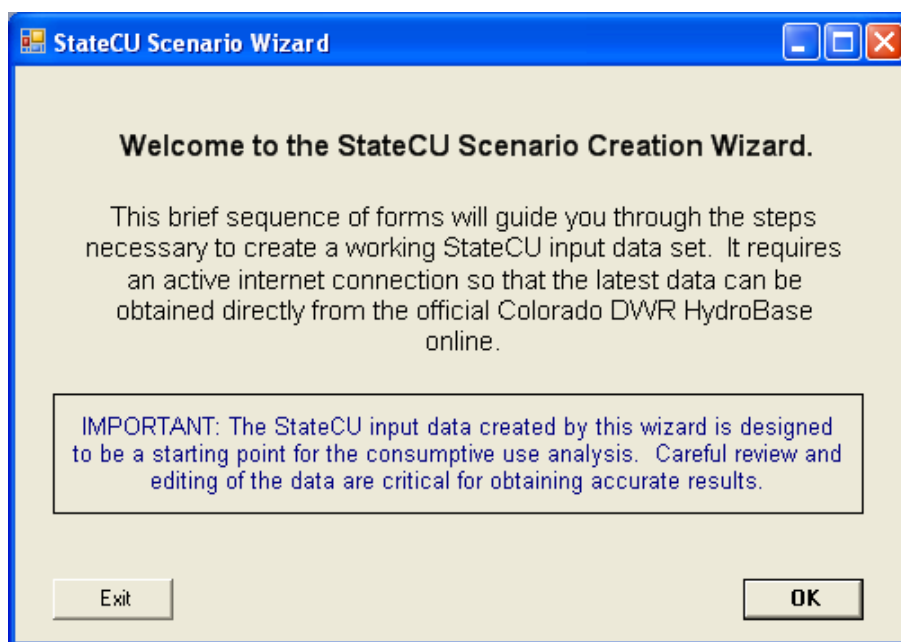 StateCU Scenario Wizard
Welcome to the StateCU Scenario Creation Wizard.
This brief sequence of forms will guide you through the steps
necessary to create a working StateCU input data set.  It requires
an active internet connection so that the latest data can be
obtained directly from the official Colorado DWR HydroBase
online.
IMPORTANT: The StateCU input data created by this wizard is designed
to be a starting point for the consumptive use analysis.  Careful review and
editing of the data are critical for obtaining accurate results.
Exit
OK